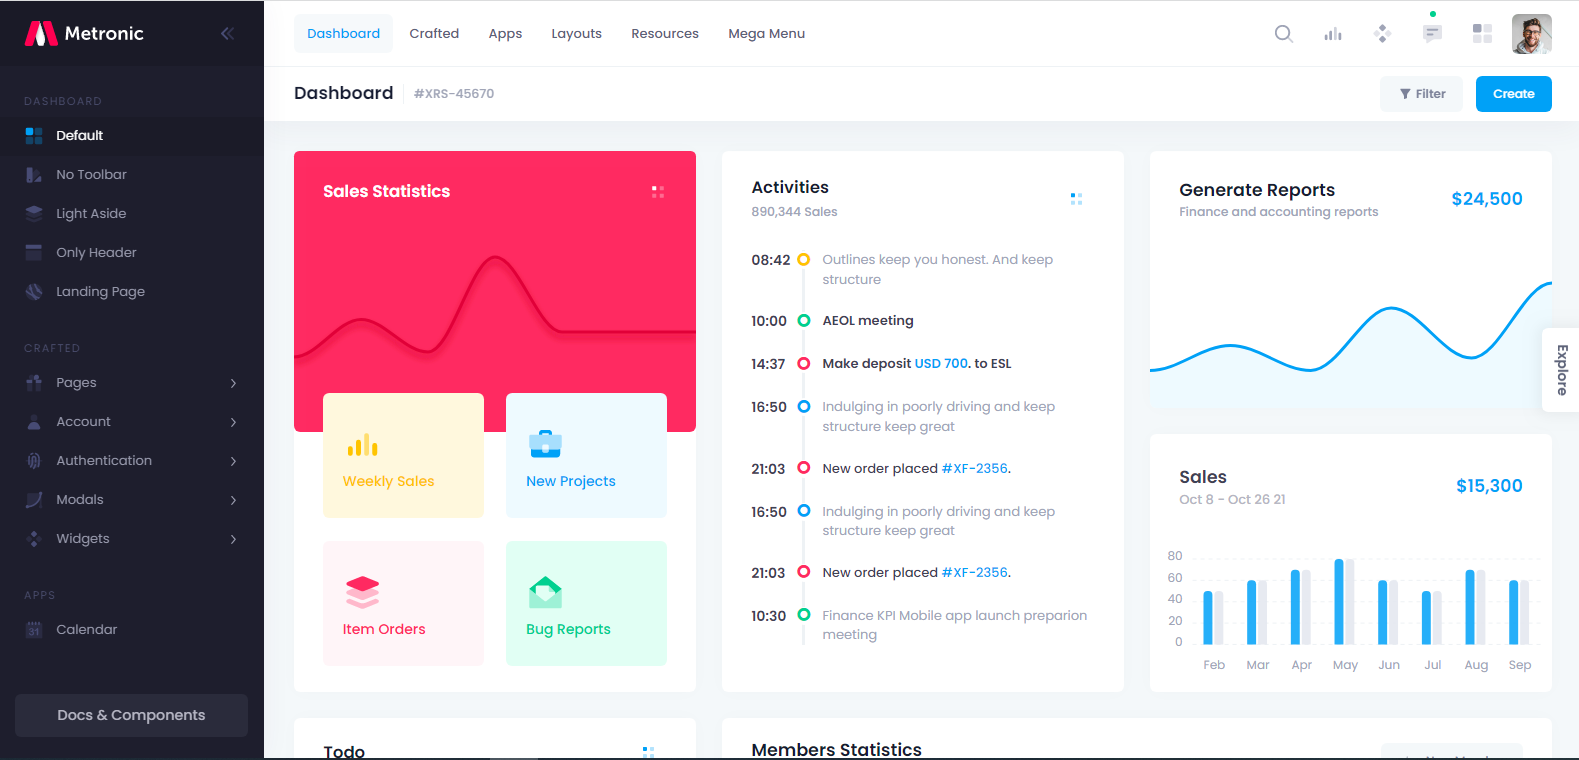 Metronic
DASHBOARD
Default
No Toolbar
Light Aside
Only Header
Landing Page
CRAFTED
Pages
Account
Authentication
Modals
Widgets
APPS
31
Calendar
Docs & Components
Dashboard Crafted Apps Layouts Resources Mega Menu
Dashboard #XRS-45670
Filter
Create
Sales Statistics
Weekly Sales
New Projects
Item Orders
Bug Reports
Activities
890,344 Sales
08:42 Outlines keep you honest. And keep
structure
10:00 AEOL meeting
14:37 Make deposit USD 700. to ESL
16:50 Indulging in poorly driving and keep
structure keep great
21:03 New order placed #XF-2356.
16:50 Indulging in poorly driving and keep
structure keep great
21:03 New order placed #XF-2356.
10:30 Finance KPI Mobile app launch preparion
meeting
Generate Reports
Finance and accounting reports
$24,500
Explore
Sales
Oct 8 - Oct 26 21
$15,300
80
60
40
20
0
Feb Mar Apr May Jun Jul Aug Sep
Todo
Members Statistics